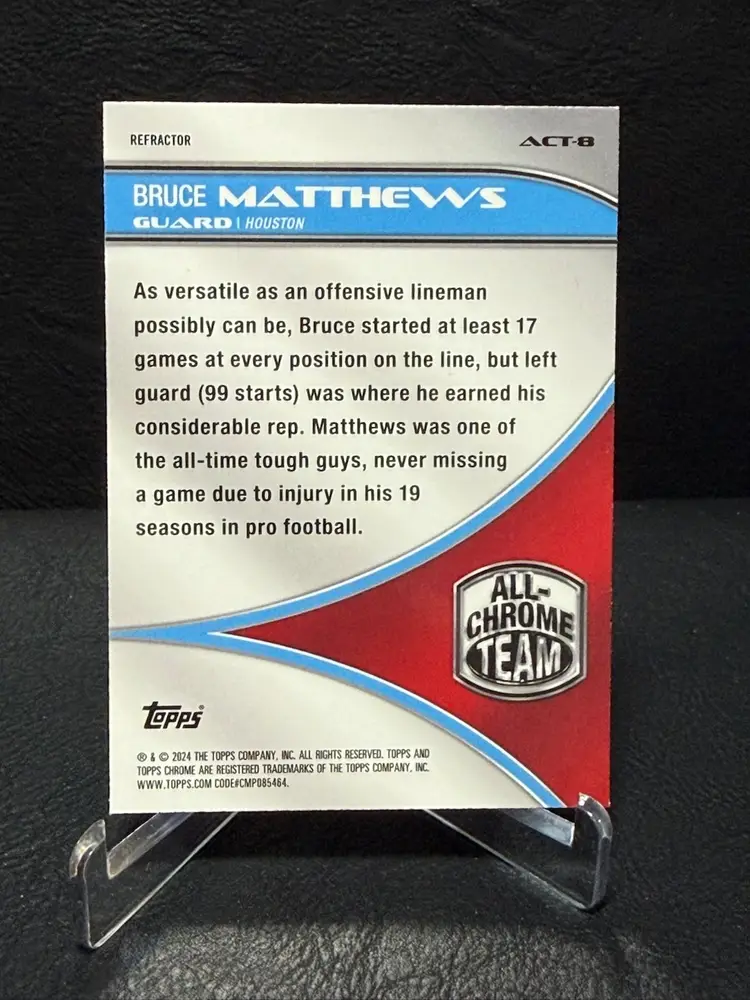 REFRACTOR
ACT-8
BRUCE MATTHEWS
GUARD | HOUSTON
As versatile as an offensive lineman
possibly can be, Bruce started at least 17
games at every position on the line, but left
guard (99 starts) was where he earned his
considerable rep. Matthews was one of
the all-time tough guys, never missing
a game due to injury in his 19
seasons in pro football.
ALL-
CHROME
TEAM
topps®
® & © 2024 THE TOPPS COMPANY, INC. ALL RIGHTS RESERVED. TOPPS AND
TOPPS CHROME ARE REGISTERED TRADEMARKS OF THE TOPPS COMPANY, INC.
WWW.TOPPS.COM CODE#CMP085464.